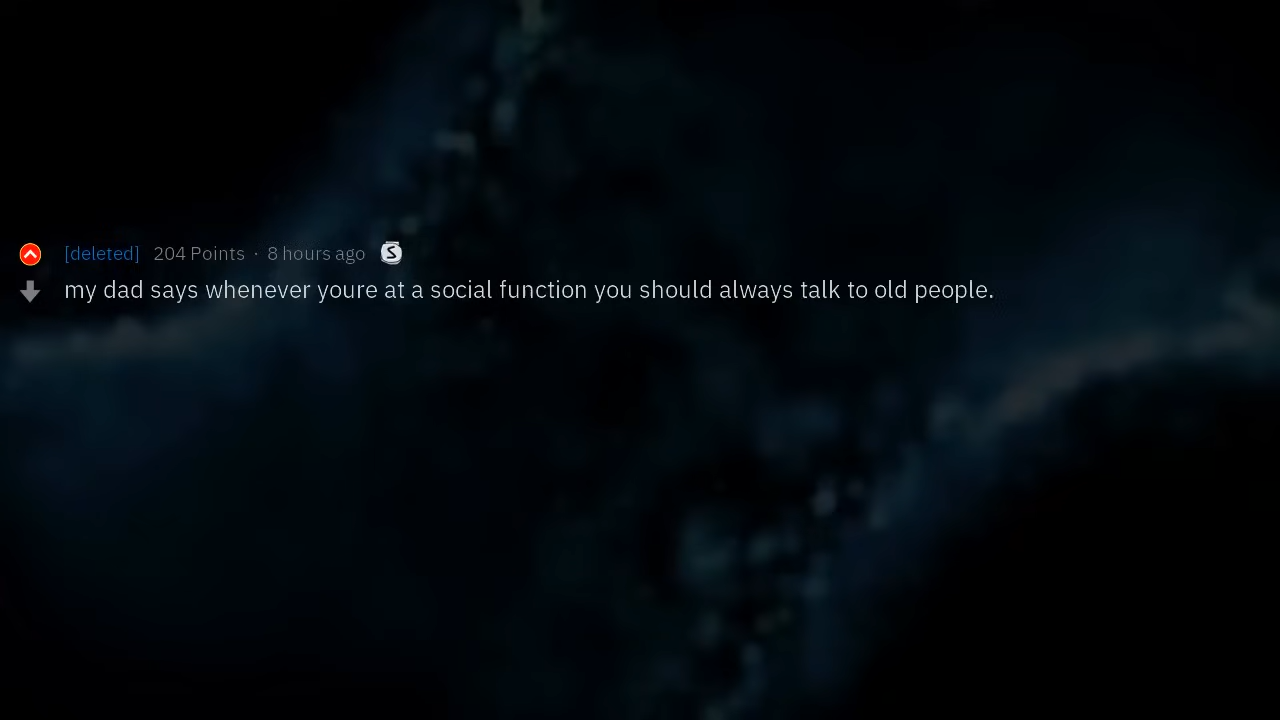 [deleted] 204 Points · 8 hours ago S
my dad says whenever youre at a social function you should always talk to old people.